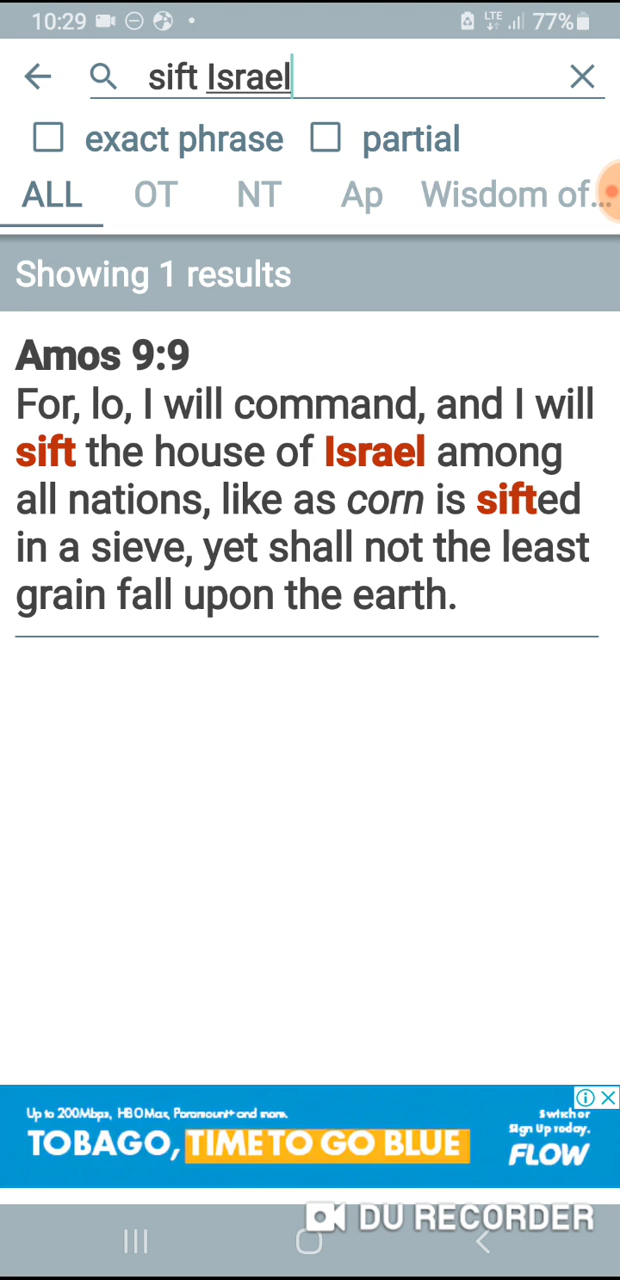 10:29 LTE 77%
sift Israel
exact phrase partial
ALL OT NT Ap Wisdom of...
Showing 1 results
Amos 9:9
For, lo, I will command, and I will
sift the house of Israel among
all nations, like as corn is sifted
in a sieve, yet shall not the least
grain fall upon the earth.
Up to 200Mbps, HBOMax, Paramount+ and more.
TOBAGO, TIME TO GO BLUE
Switch or
Sign Up today.
FLOW
DU RECORDER